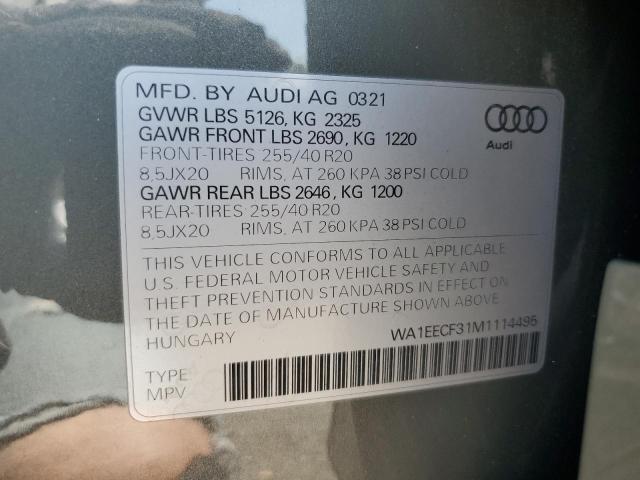 MFD. BY AUDI AG 0321
GVWR LBS 5126, KG 2325
GAWR FRONT LBS 2690, KG 1220
FRONT-TIRES 255/40 R20
8,5JX20 RIMS, AT 260 KPA 38 PSI COLD
GAWR REAR LBS 2646, KG 1200
REAR-TIRES 255/40 R20
8,5JX20 RIMS, AT 260 KPA 38 PSI COLD
Audi
THIS VEHICLE CONFORMS TO ALL APPLICABLE
U.S. FEDERAL MOTOR VEHICLE SAFETY AND
THEFT PREVENTION STANDARDS IN EFFECT ON
THE DATE OF MANUFACTURE SHOWN ABOVE
HUNGARY
WA1EECF31M1114495
TYPE
MPV